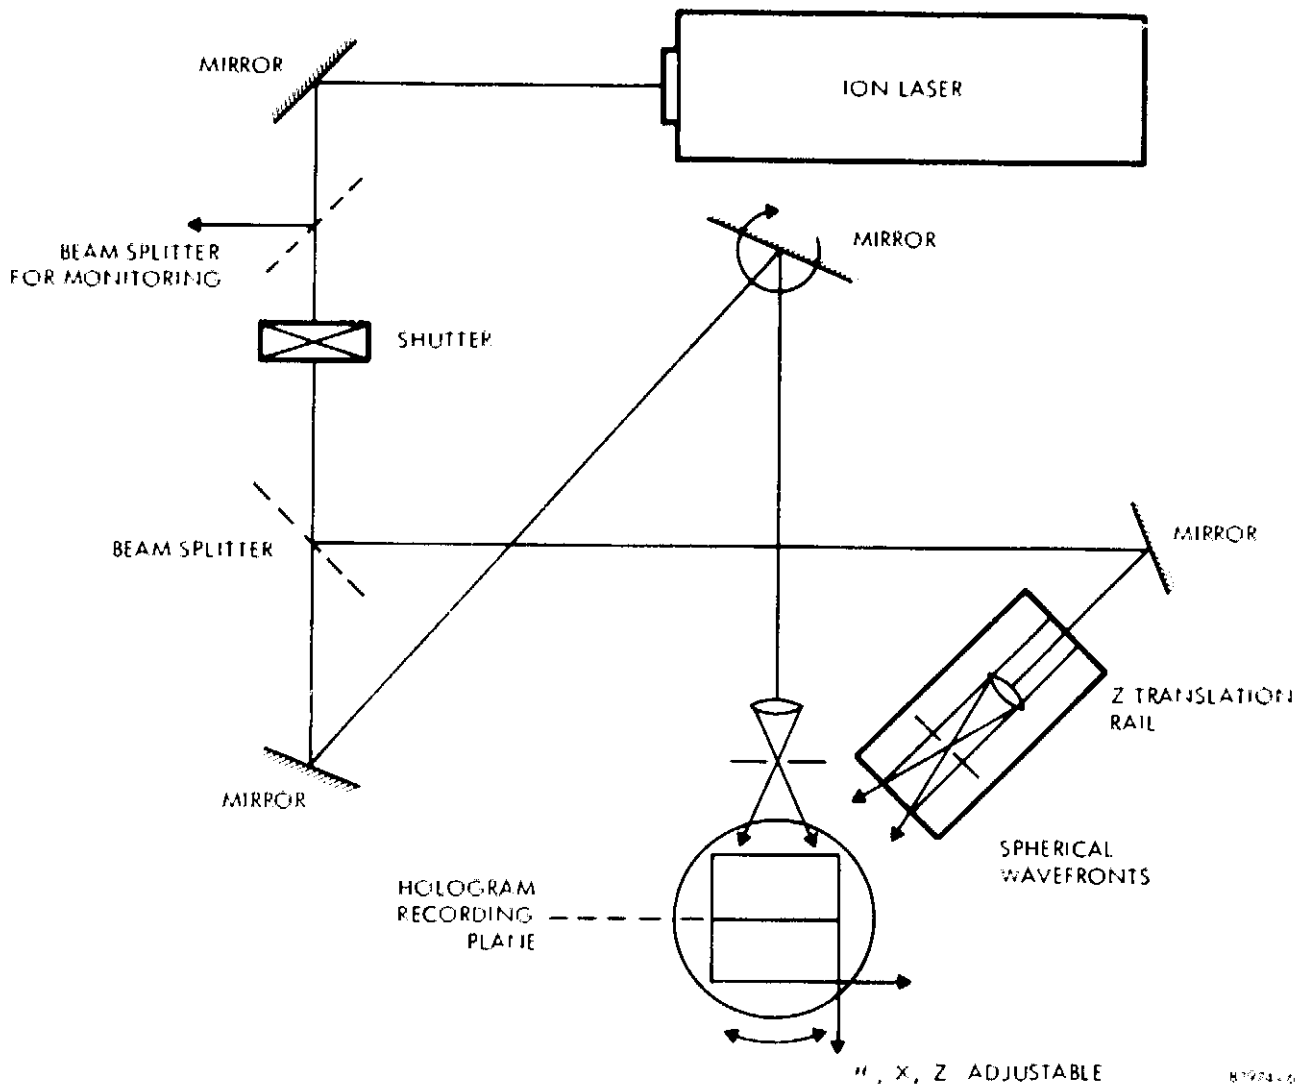 MIRROR
ION LASER
BEAM SPLITTER
FOR MONITORING
MIRROR
SHUTTER
BEAM SPLITTER
MIRROR
Z TRANSLATION
RAIL
MIRROR
SPHERICAL
WAVEFRONTS
HOLOGRAM
RECORDING
PLANE
, X, Z ADJUSTABLE